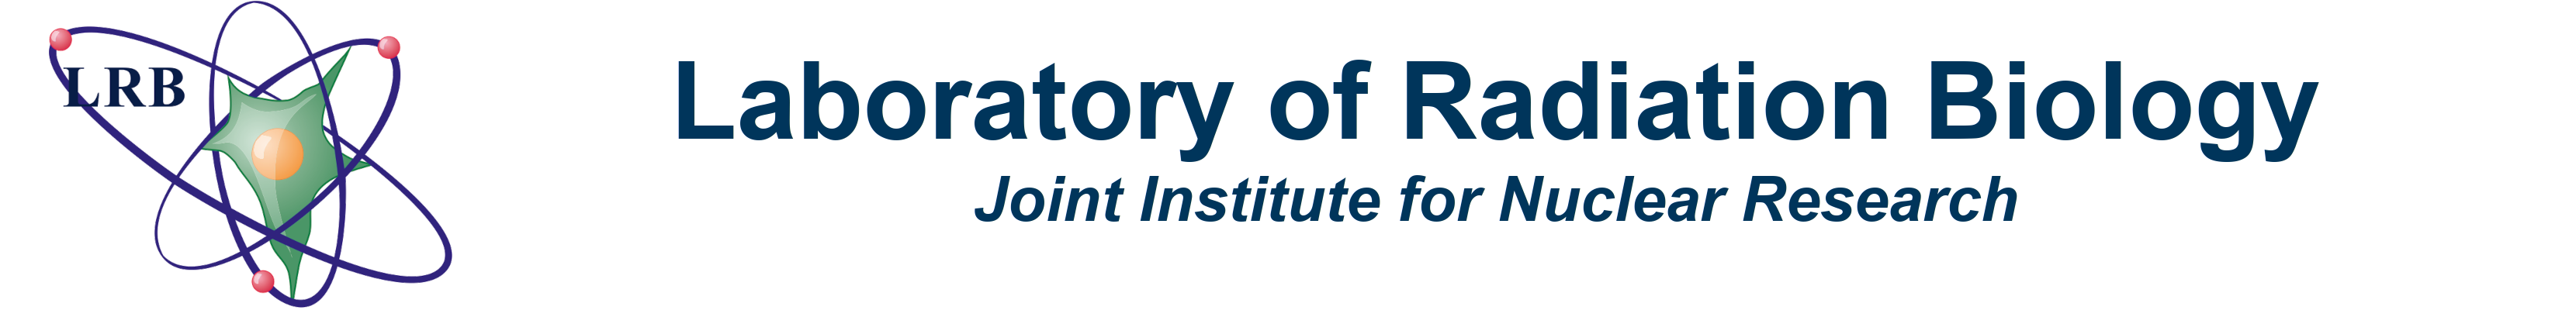 LRB
Laboratory of Radiation Biology
Joint Institute for Nuclear Research